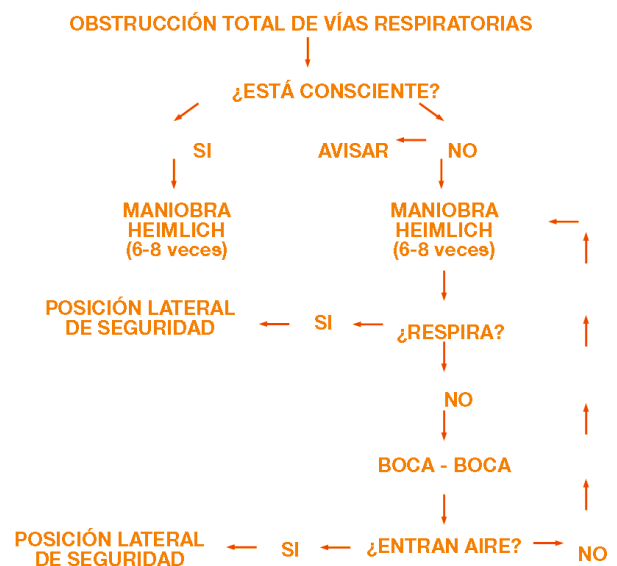 OBSTRUCCIÓN TOTAL DE VÍAS RESPIRATORIAS
¿ESTÁ CONSCIENTE?
SI
AVISAR
NO
MANIOBRA
HEIMLICH
(6-8 veces)
MANIOBRA
HEIMLICH
(6-8 veces)
POSICIÓN LATERAL
DE SEGURIDAD
SI
¿RESPIRA?
NO
BOCA - BOCA
POSICIÓN LATERAL
DE SEGURIDAD
SI
¿ENTRAN AIRE?
NO